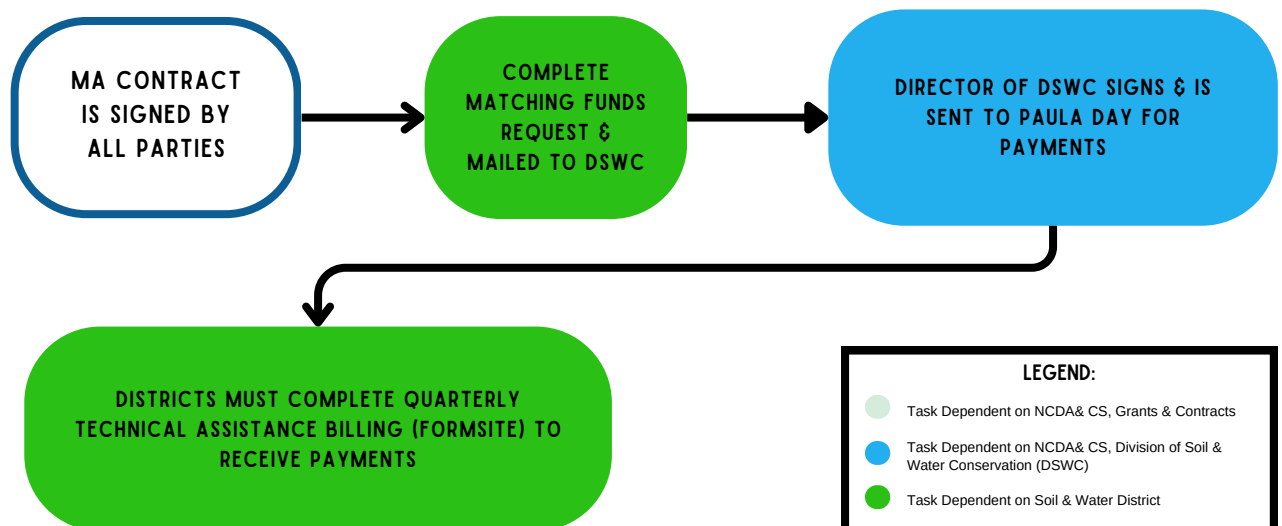 MA CONTRACT
IS SIGNED BY
ALL PARTIES
COMPLETE
MATCHING FUNDS
REQUEST &
MAILED TO DSWC
DIRECTOR OF DSWC SIGNS & IS
SENT TO PAULA DAY FOR
PAYMENTS
DISTRICTS MUST COMPLETE QUARTERLY
TECHNICAL ASSISTANCE BILLING (FORMSITE) TO
RECEIVE PAYMENTS
LEGEND:
Task Dependent on NCDA& CS, Grants & Contracts
Task Dependent on NCDA& CS, Division of Soil &
Water Conservation (DSWC)
Task Dependent on Soil & Water District